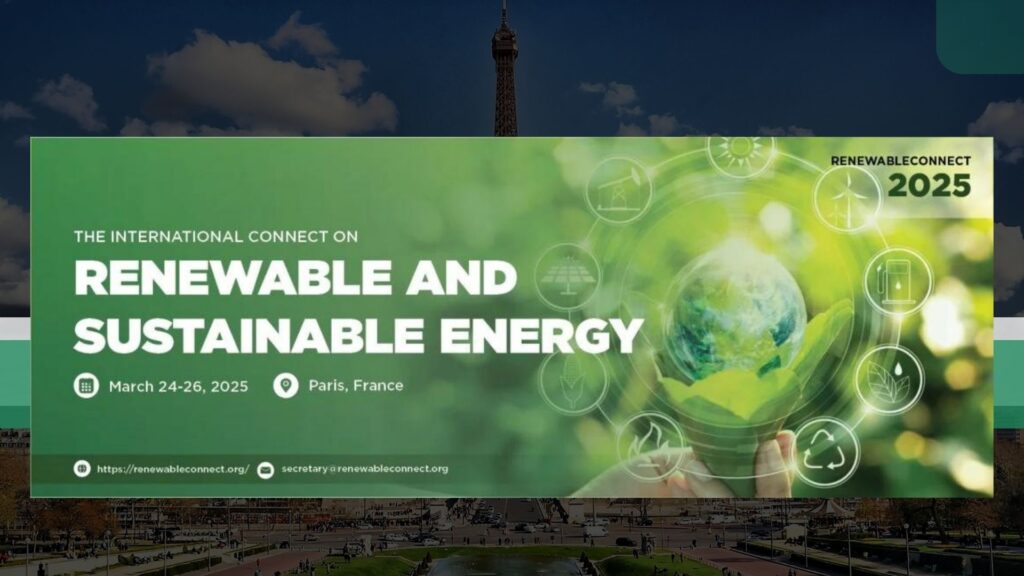 RENEWABLECONNECT
2025
THE INTERNATIONAL CONNECT ON
RENEWABLE AND
SUSTAINABLE ENERGY
March 24-26, 2025 Paris, France
https://renewableconnect.org/ secretary@renewableconnect.org